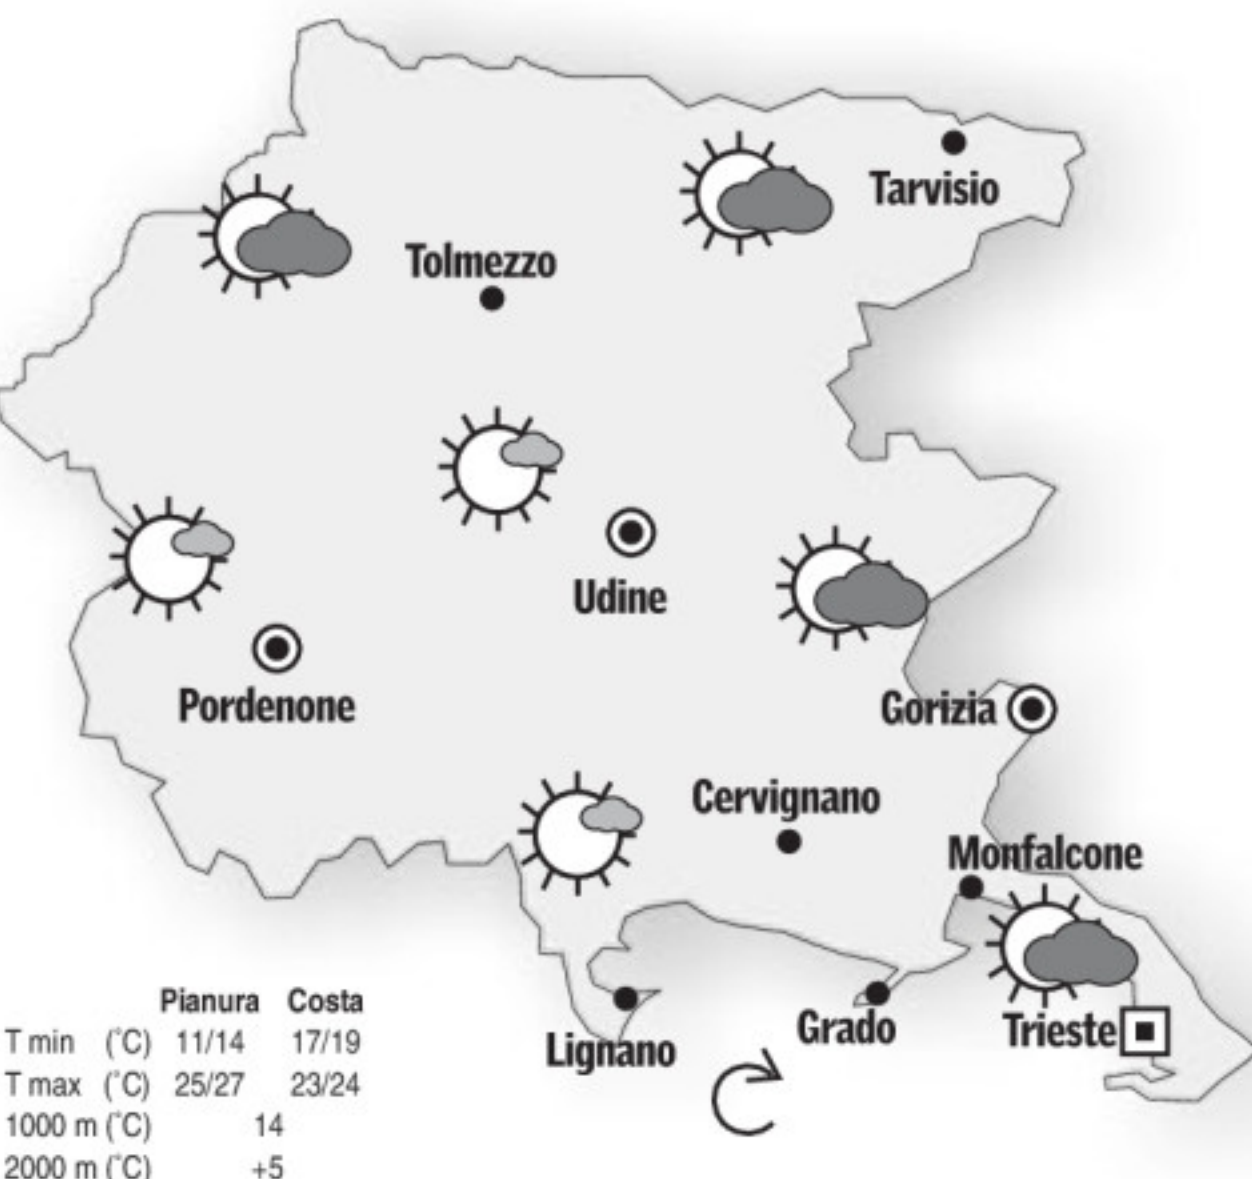 Tarvisio
Tolmezzo
Udine
Pordenone
Gorizia
Cervignano
Monfalcone
Lignano
Grado
Trieste
Pianura Costa
T min (°C) 11/14 17/19
T max (°C) 25/27 23/24
1000 m (°C) 14
2000 m (°C) +5